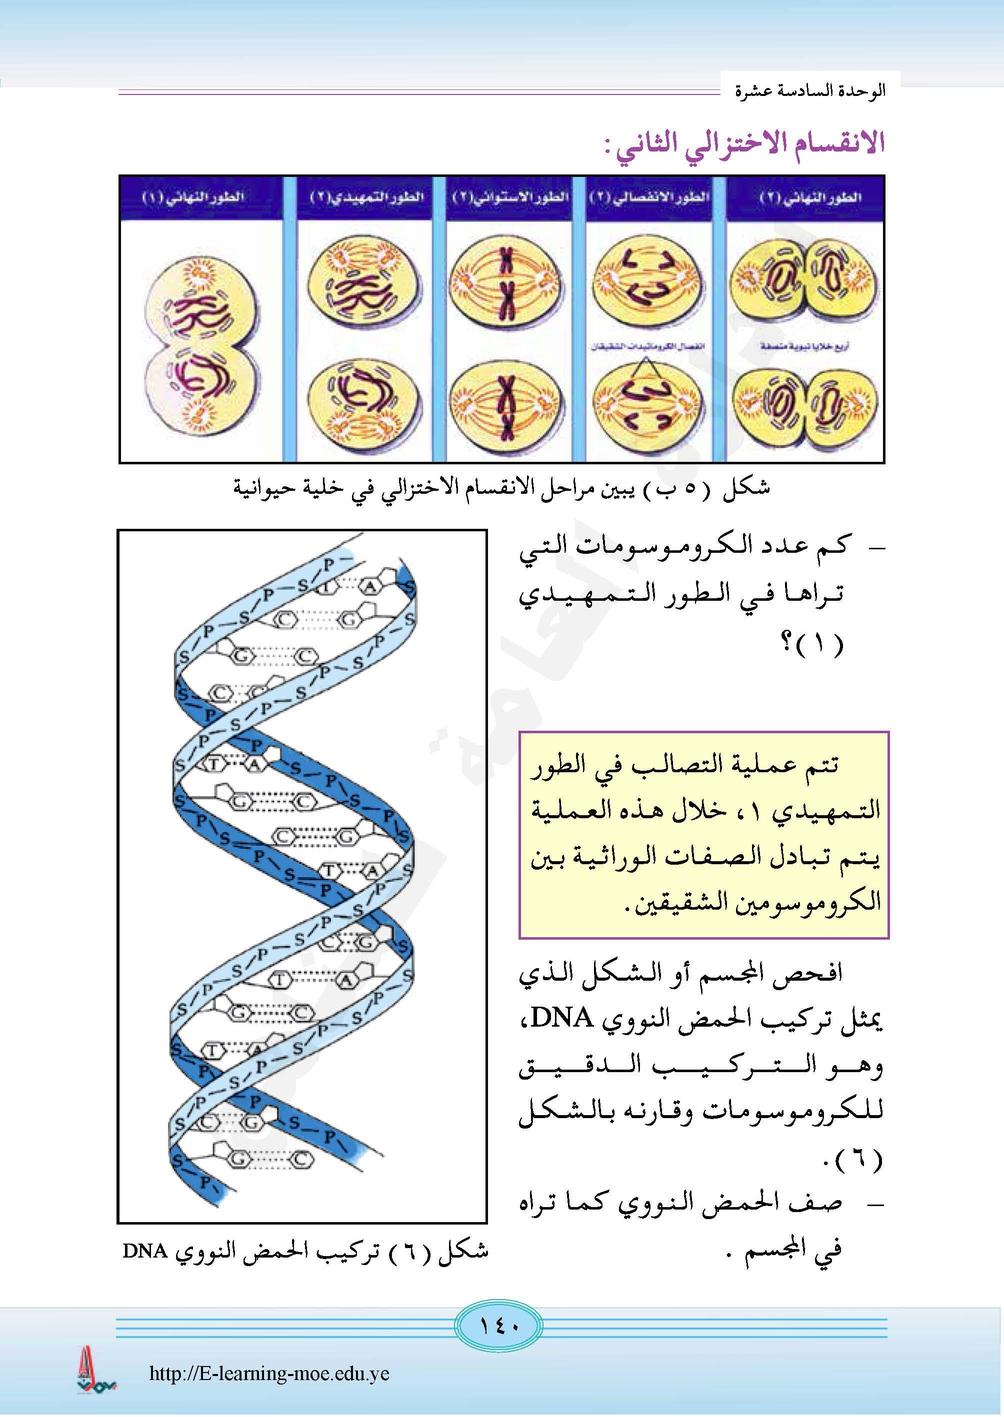 الوحدة السادسة عشرة
الانقسام الاختزالي الثاني :
الطور النهائي (٢)
الطور الانفصالي (٢)
الطور الاستوائي (٢)
الطور التمهيدي (٢)
الطور النهائي (١)
أربع خلايا نبوية منصفة
انفصال الكروماتيدات الشقيقان
شكل ( ٥ ب ) يبين مراحل الانقسام الاختزالي في خلية حيوانية
– كم عدد الكروموسومات التي
تراها في الطور التمهيدي
( ١ )؟
تتم عملية التصالب في الطور
التمهيدي ١ ، خلال هذه العملية
يتم تبادل الصفات الوراثية بين
الكروموسومين الشقيقين .
افحص المجسم أو الشكل الذي
يمثل تركيب الحمض النووي DNA،
وهو التركيب الدقيق
للكروموسومات وقارنه بالشكل
( ٦ ) .
– صف الحمض النووي كما تراه
في المجسم .
شكل ( ٦ ) تركيب الحمض النووي DNA
١٤٠
http://E-learning-moe.edu.ye